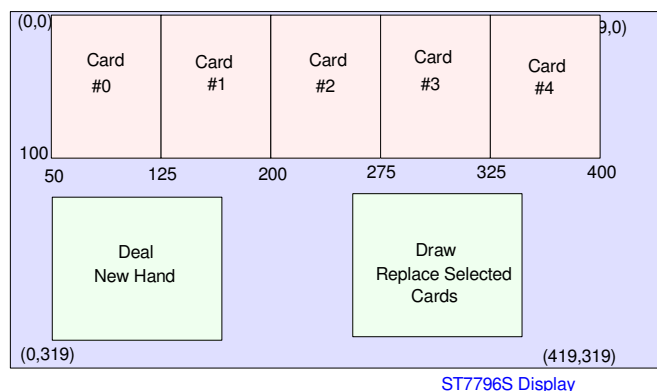 (0,0)
9,0)
Card
#0
Card
#1
Card
#2
Card
#3
Card
#4
100
50
125
200
275
325
400
Deal
New Hand
Draw
Replace Selected
Cards
(0,319)
(419,319)
ST7796S Display